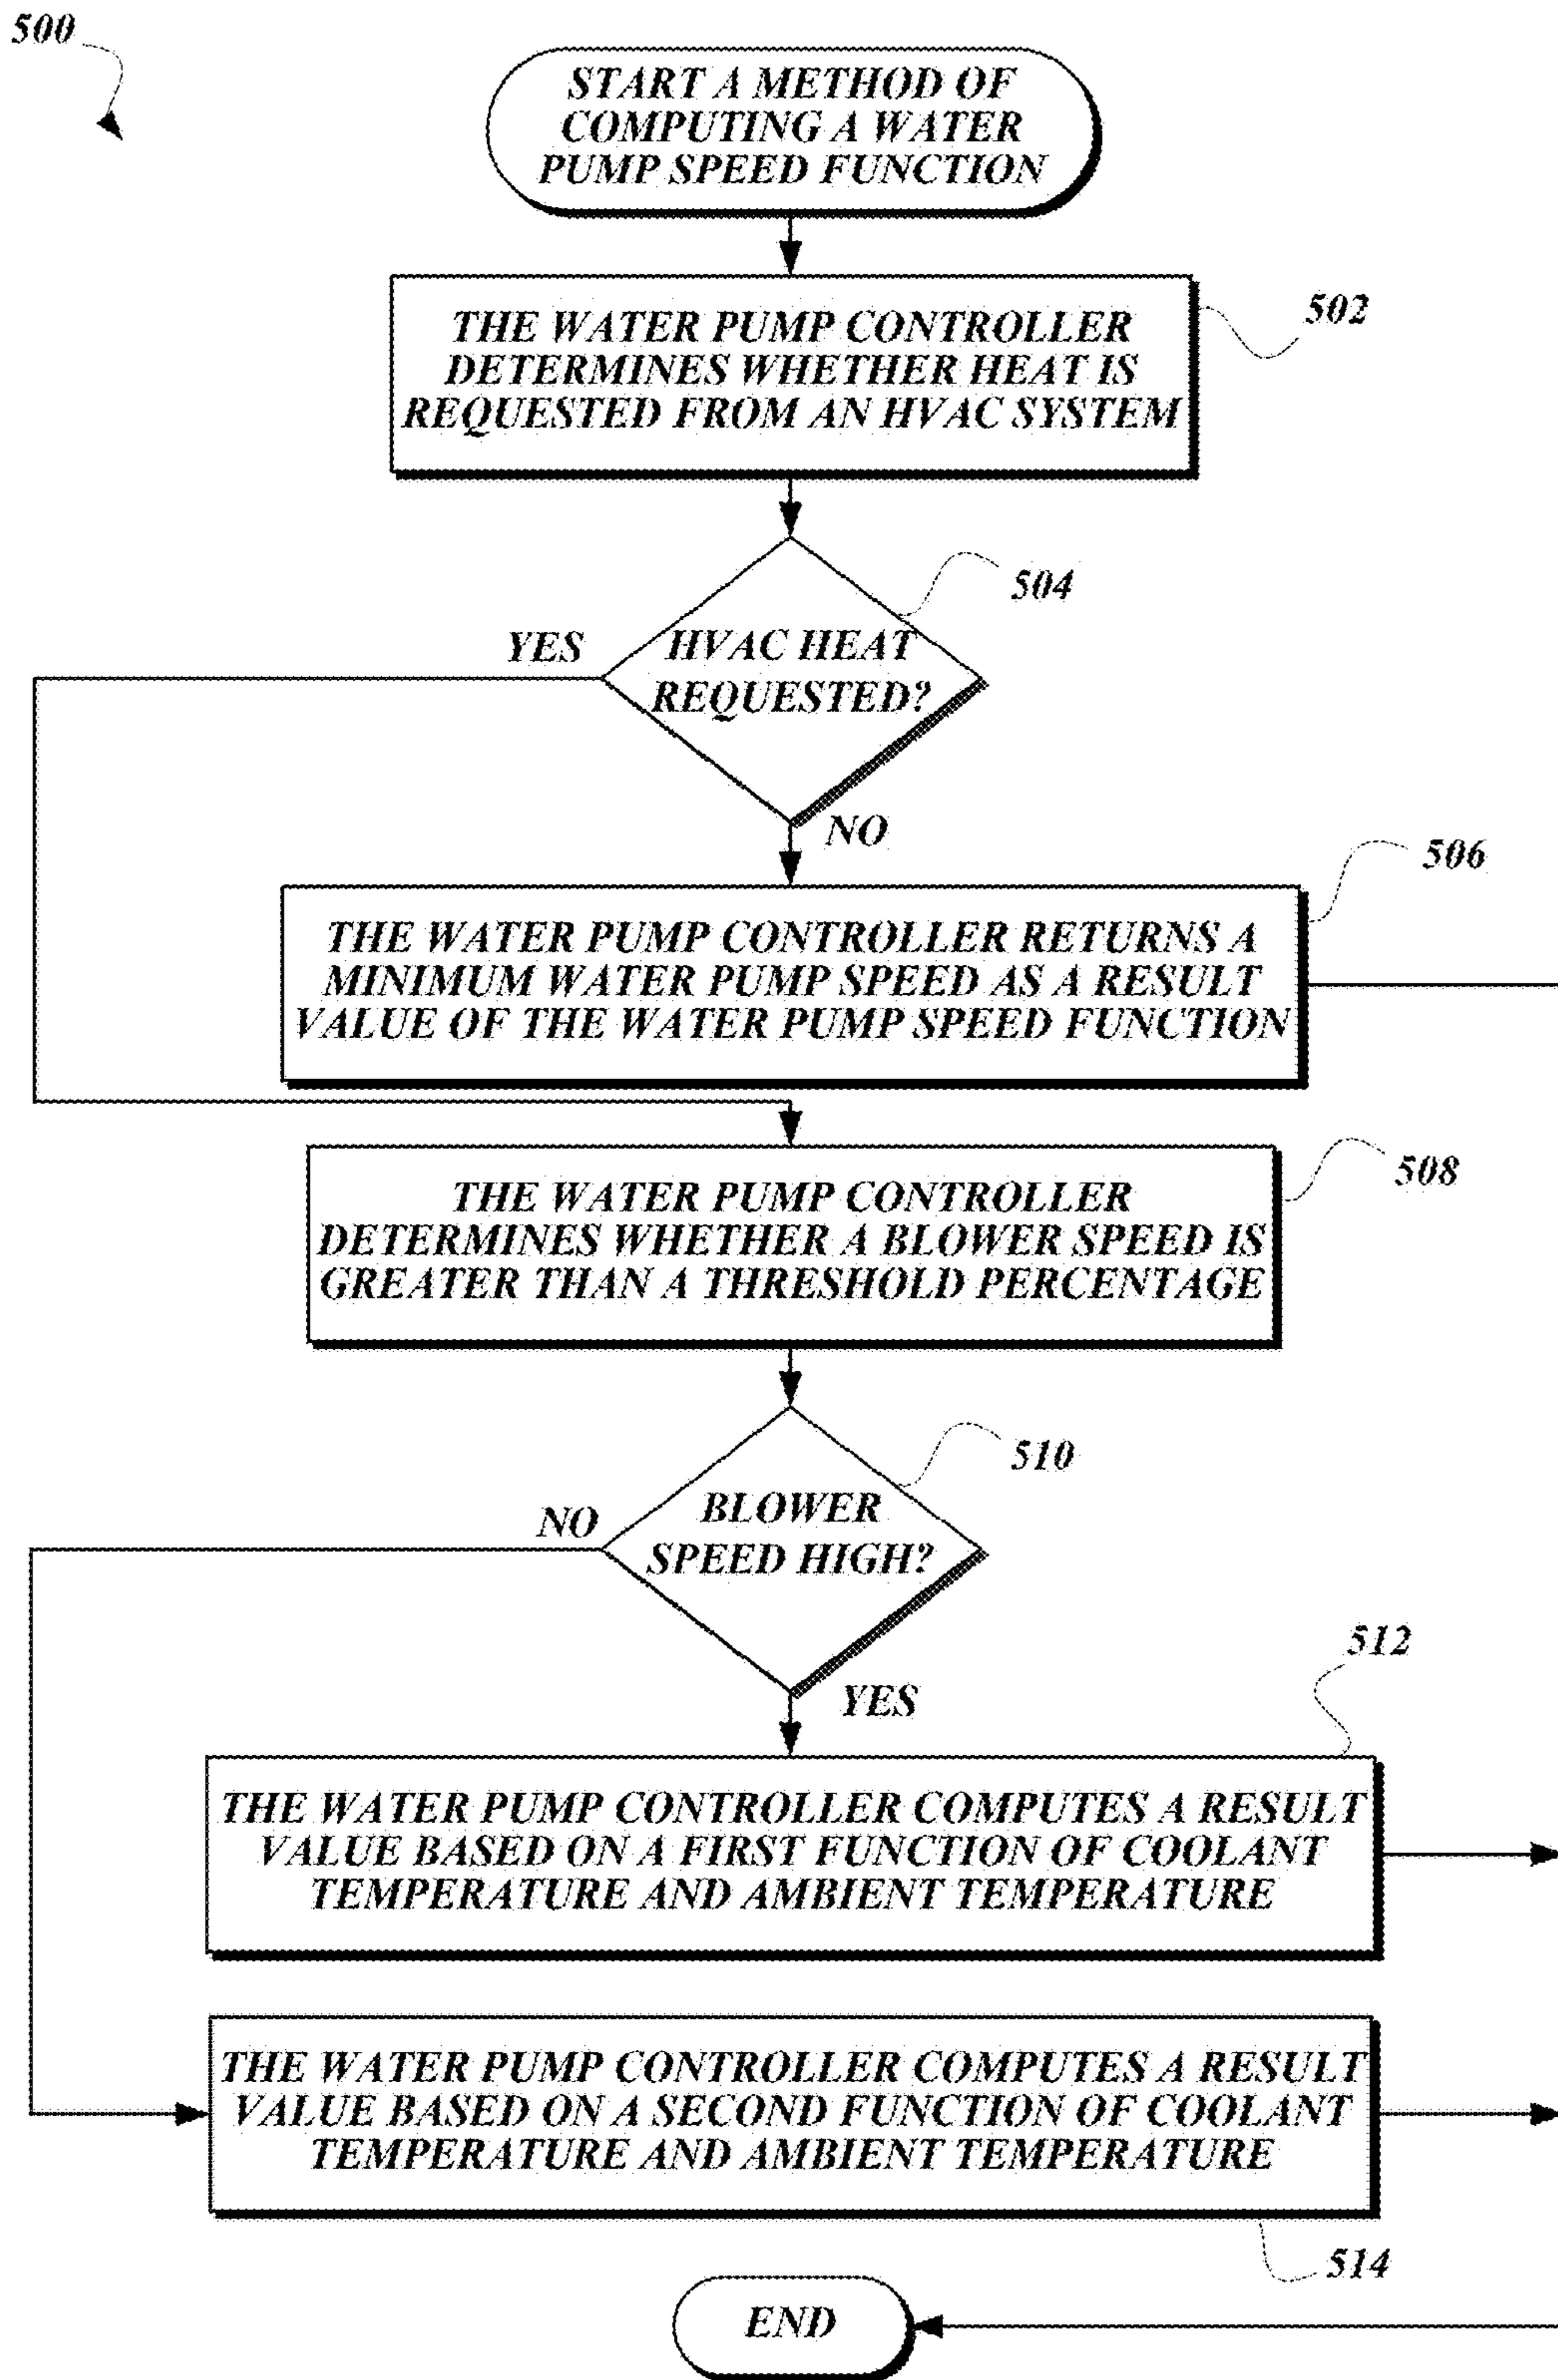 500
START A METHOD OF
COMPUTING A WATER
PUMP SPEED FUNCTION
THE WATER PUMP CONTROLLER
DETERMINES WHETHER HEAT IS
REQUESTED FROM AN HVAC SYSTEM
502
504
YES
HVAC HEAT
REQUESTED?
NO
506
THE WATER PUMP CONTROLLER RETURNS A
MINIMUM WATER PUMP SPEED AS A RESULT
VALUE OF THE WATER PUMP SPEED FUNCTION
508
THE WATER PUMP CONTROLLER
DETERMINES WHETHER A BLOWER SPEED IS
GREATER THAN A THRESHOLD PERCENTAGE
510
NO
BLOWER
SPEED HIGH?
YES
512
THE WATER PUMP CONTROLLER COMPUTES A RESULT
VALUE BASED ON A FIRST FUNCTION OF COOLANT
TEMPERATURE AND AMBIENT TEMPERATURE
THE WATER PUMP CONTROLLER COMPUTES A RESULT
VALUE BASED ON A SECOND FUNCTION OF COOLANT
TEMPERATURE AND AMBIENT TEMPERATURE
514
END